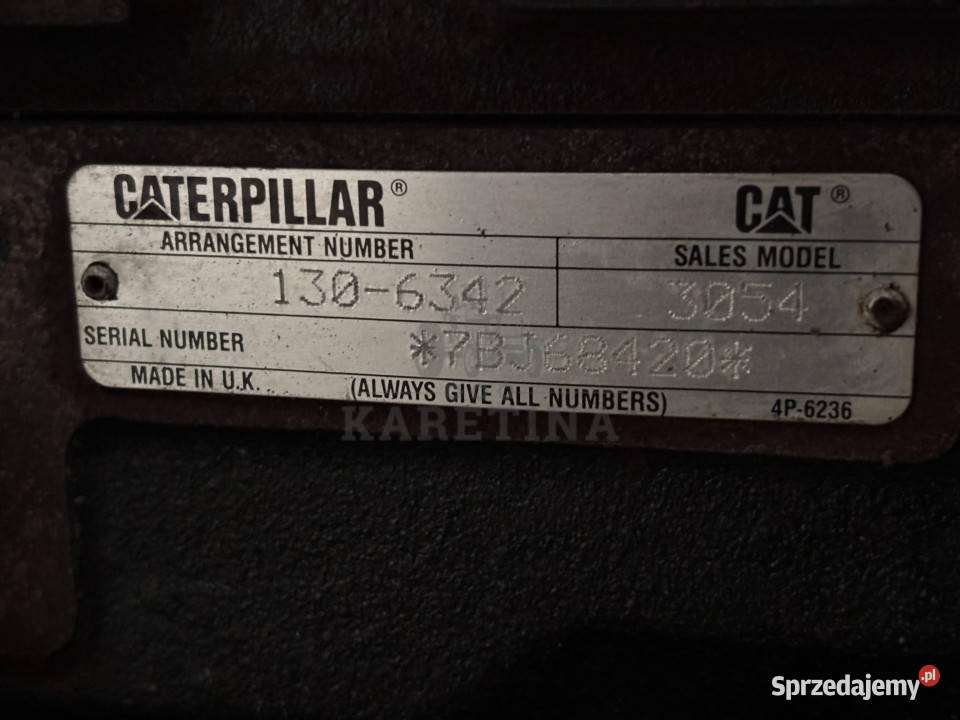 CATERPILLAR® CAT®
ARRANGEMENT NUMBER SALES MODEL
130-6342 3054
SERIAL NUMBER *7BJ68420*
MADE IN U.K. (ALWAYS GIVE ALL NUMBERS) 4P-6236
KARETINA
Sprzedajemy.pl